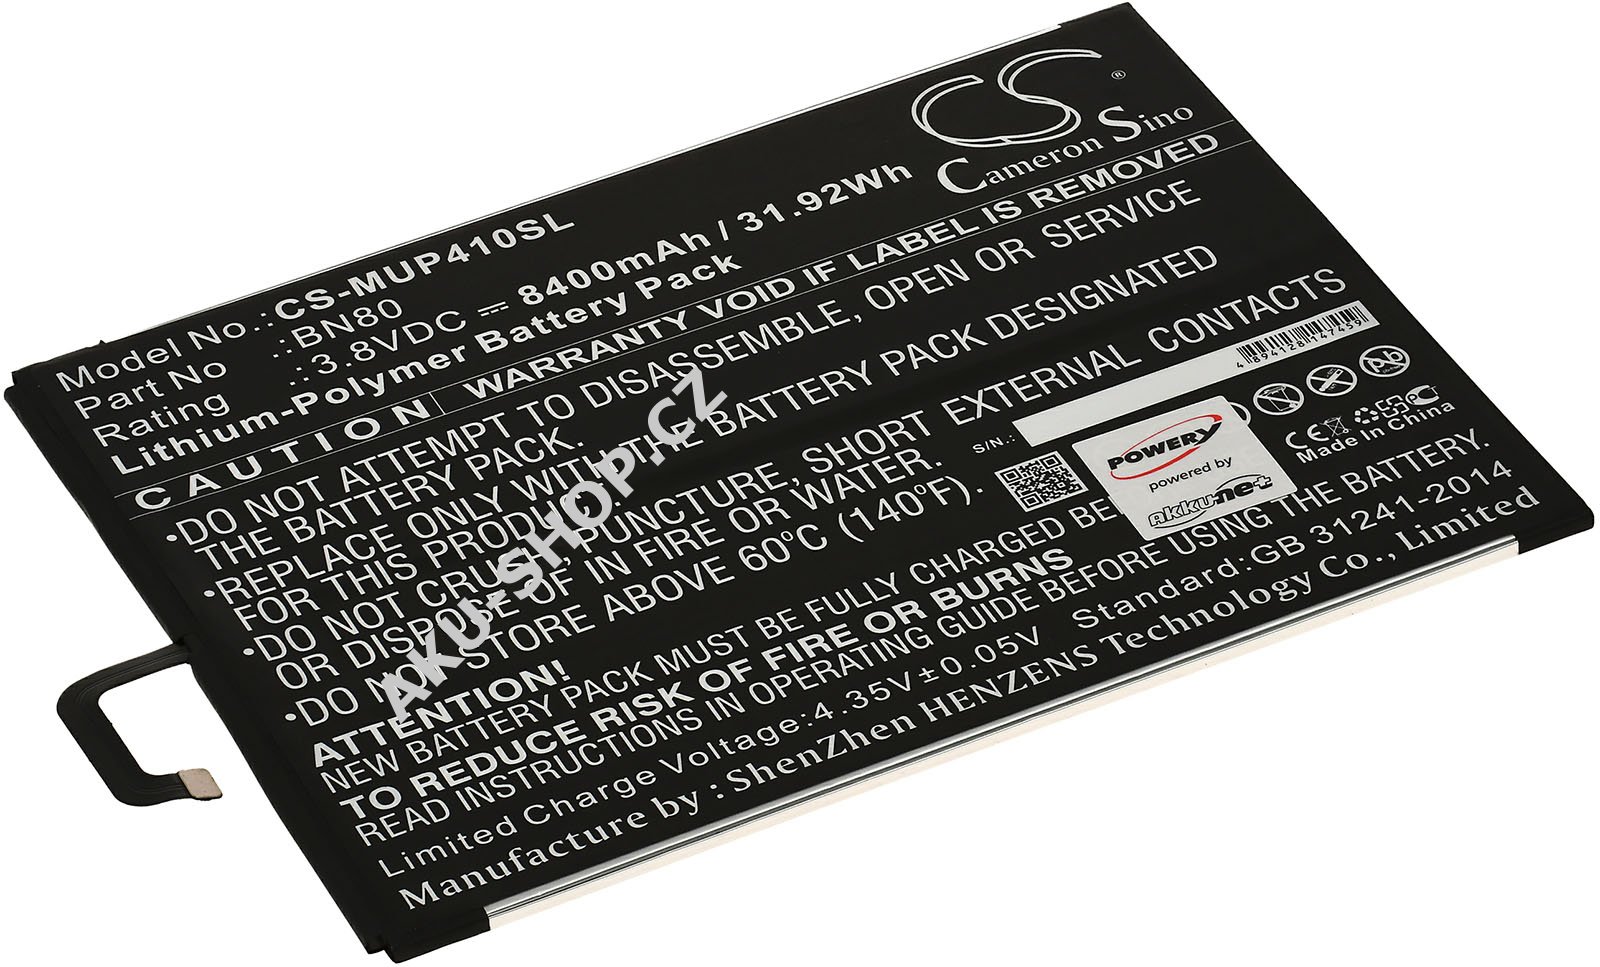 CS
®
Cameron Sino
Model No.: CS-MUP410SL
Part No .: BN80
Rating .: 3.8VDC ⎓ 8400mAh / 31.92Wh
Lithium-Polymer Battery Pack
CAUTION WARRANTY VOID IF LABEL IS REMOVED
•DO NOT ATTEMPT TO DISASSEMBLE, OPEN OR SERVICE
THE BATTERY PACK.
•REPLACE ONLY WITH THE BATTERY PACK DESIGNED
FOR THIS PRODUCT.
•DO NOT CRUSH, PUNCTURE, SHORT EXTERNAL CONTACTS
OR DISPOSE OF IN FIRE OR WATER.
•DO NOT STORE ABOVE 60°C (140°F).
ATTENTION!
NEW BATTERY PACK MUST BE FULLY CHARGED
TO REDUCE RISK OF FIRE OR BURNS
READ INSTRUCTIONS IN OPERATING GUIDE BEFORE USING THE BATTERY.
Limited Charge Voltage:4.35V±0.05V Standard:GB 31241-2014
Manufacture by : ShenZhen HENZENS Technology Co., Limited
S/N.:
4 894128 147459
CE
Made in China
POWERY
powered by
akku-net
AKU-SHOP.CZ